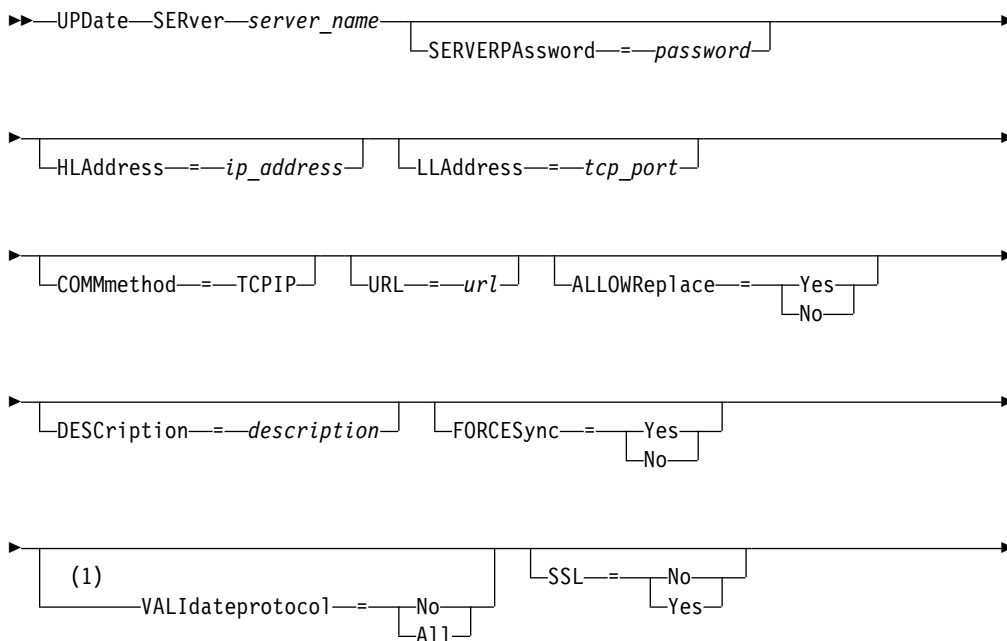 UPDate SERver server_name
SERVERPAssword = password
HLAddress = ip_address LLAddress = tcp_port
COMMmethod = TCPIP URL = url ALLOWReplace = Yes
No
DESCription = description FORCESync = Yes
No
(1)
VALIdateprotocol = No
All
SSL = No
Yes